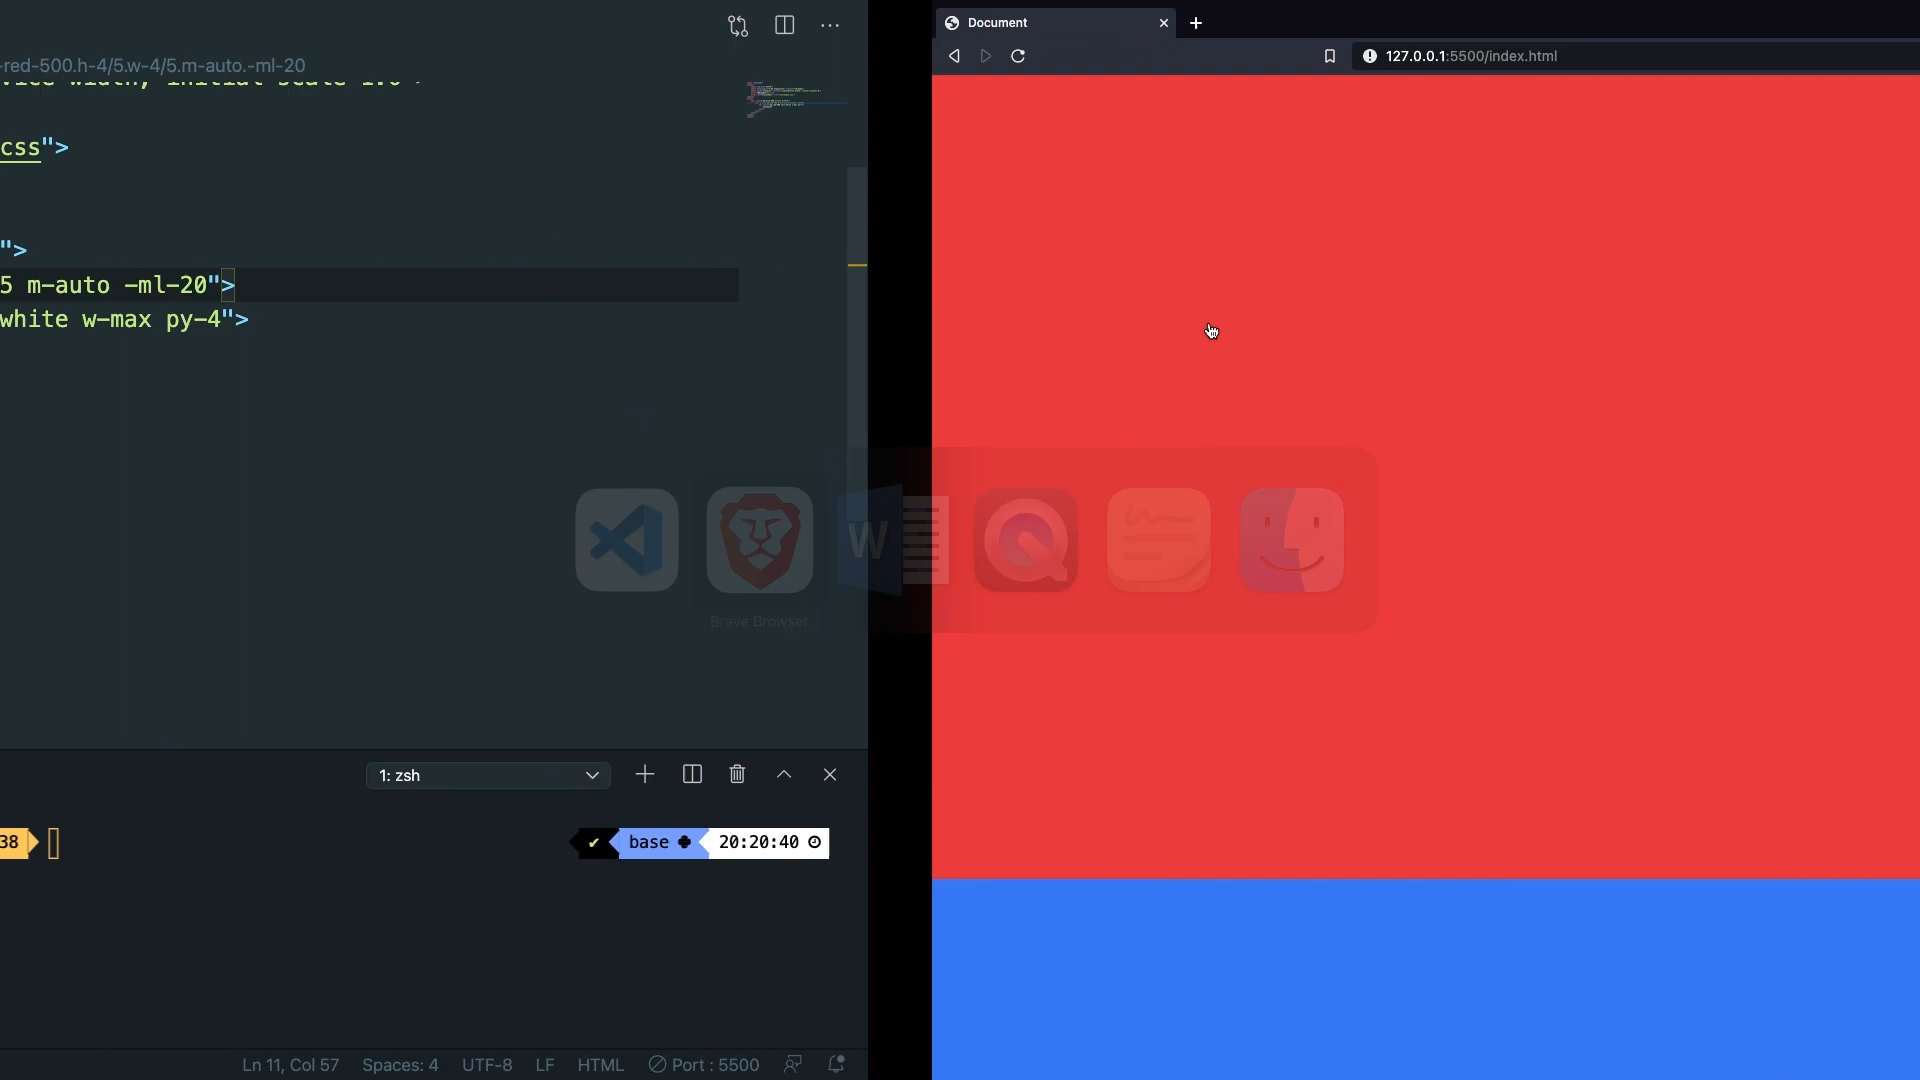 Document
127.0.0.1:5500/index.html
-red-500.h-4/5.w-4/5.m-auto.-ml-20
css">
">
5 m-auto -ml-20">
white w-max py-4">
W
Brave Browser
1: zsh
38
base
20:20:40
Ln 11, Col 57
Spaces: 4
UTF-8
LF
HTML
Port : 5500